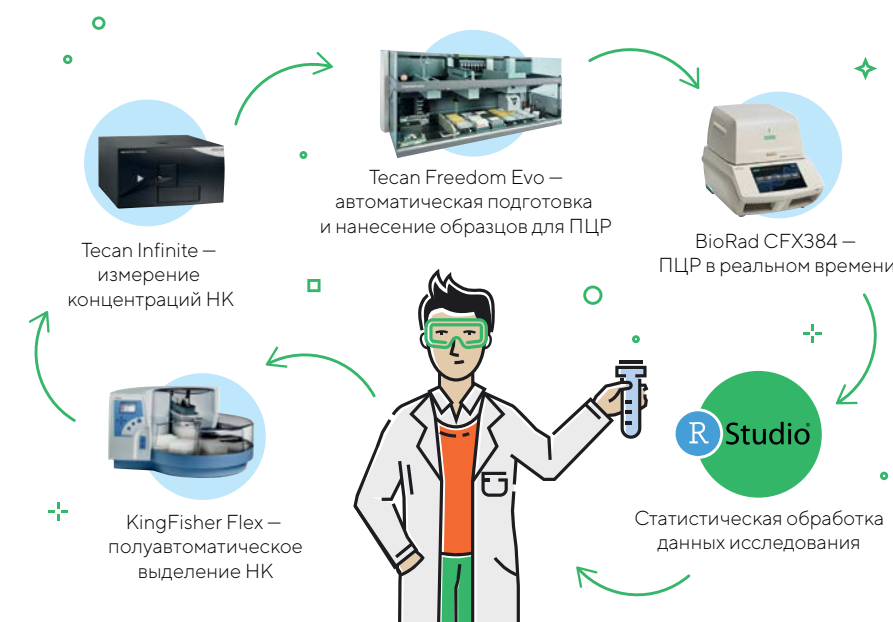 Tecan Freedom Evo —
автоматическая подготовка
и нанесение образцов для ПЦР
Tecan Infinite —
измерение
концентраций НК
BioRad CFX384 —
ПЦР в реальном времени
R Studio®
KingFisher Flex —
полуавтоматическое
выделение НК
Статистическая обработка
данных исследования